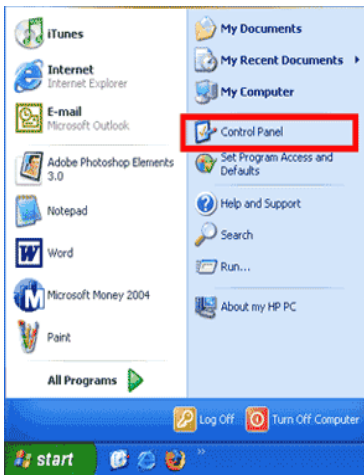 iTunes
Internet
Internet Explorer
E-mail
Microsoft Outlook
Adobe Photoshop Elements
3.0
Notepad
Word
Microsoft Money 2004
Paint
All Programs
My Documents
My Recent Documents
My Computer
Control Panel
Set Program Access and
Defaults
Help and Support
Search
Run...
About my HP PC
Log Off
Turn Off Computer
start